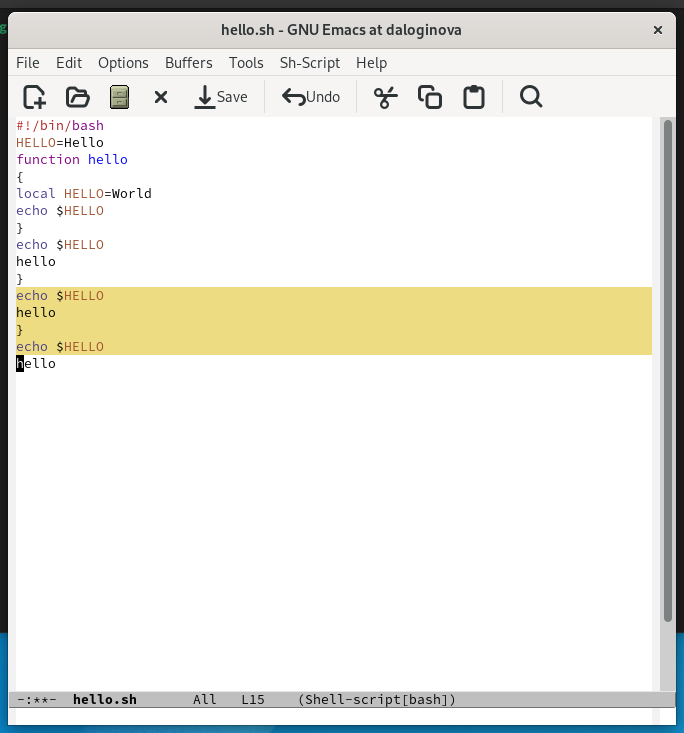 hello.sh - GNU Emacs at daloginova
File Edit Options Buffers Tools Sh-Script Help
Save Undo
#!/bin/bash
HELLO=Hello
function hello
{
local HELLO=World
echo $HELLO
}
echo $HELLO
hello
}
echo $HELLO
hello
}
echo $HELLO
hello
-:**- hello.sh All L15 (Shell-script[bash])